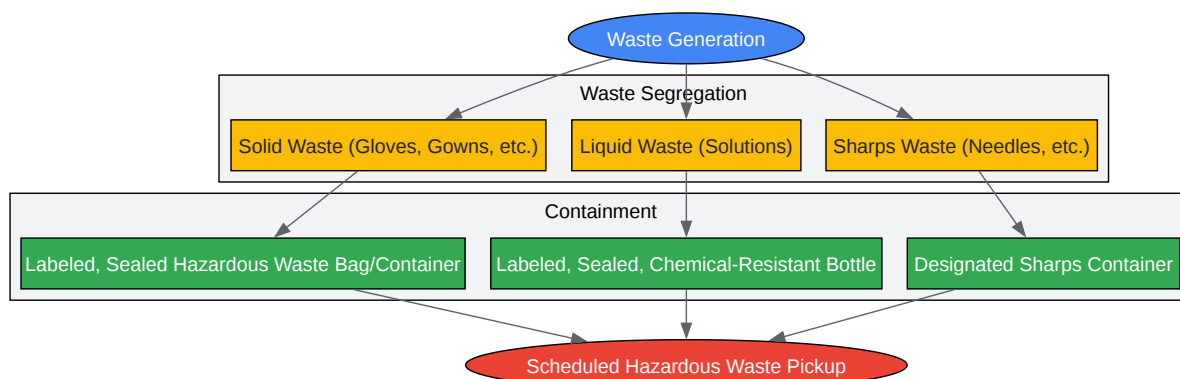 Waste Generation
Waste Segregation
Solid Waste (Gloves, Gowns, etc.)
Liquid Waste (Solutions)
Sharps Waste (Needles, etc.)
Containment
Labeled, Sealed Hazardous Waste Bag/Container
Labeled, Sealed, Chemical-Resistant Bottle
Designated Sharps Container
Scheduled Hazardous Waste Pickup